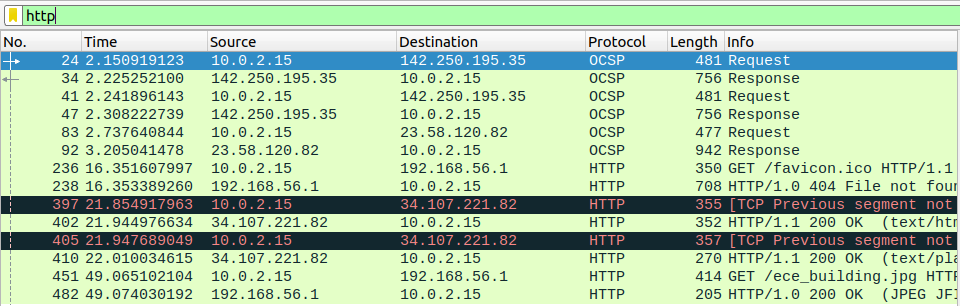 http
No. Time Source Destination Protocol Length Info
24 2.150919123 10.0.2.15 142.250.195.35 OCSP 481 Request
34 2.225252100 142.250.195.35 10.0.2.15 OCSP 756 Response
41 2.241896143 10.0.2.15 142.250.195.35 OCSP 481 Request
47 2.308222739 142.250.195.35 10.0.2.15 OCSP 756 Response
83 2.737640844 10.0.2.15 23.58.120.82 OCSP 477 Request
92 3.205041478 23.58.120.82 10.0.2.15 OCSP 942 Response
236 16.351607997 10.0.2.15 192.168.56.1 HTTP 350 GET /favicon.ico HTTP/1.1
238 16.353389260 192.168.56.1 10.0.2.15 HTTP 708 HTTP/1.0 404 File not foun
397 21.854917963 10.0.2.15 34.107.221.82 HTTP 355 [TCP Previous segment not
402 21.944976634 34.107.221.82 10.0.2.15 HTTP 352 HTTP/1.1 200 OK (text/htm
405 21.947689049 10.0.2.15 34.107.221.82 HTTP 357 [TCP Previous segment not
410 22.010034615 34.107.221.82 10.0.2.15 HTTP 270 HTTP/1.1 200 OK (text/pla
451 49.065102104 10.0.2.15 192.168.56.1 HTTP 414 GET /ece_building.jpg HTTP
482 49.074030192 192.168.56.1 10.0.2.15 HTTP 205 HTTP/1.0 200 OK (JPEG JFI